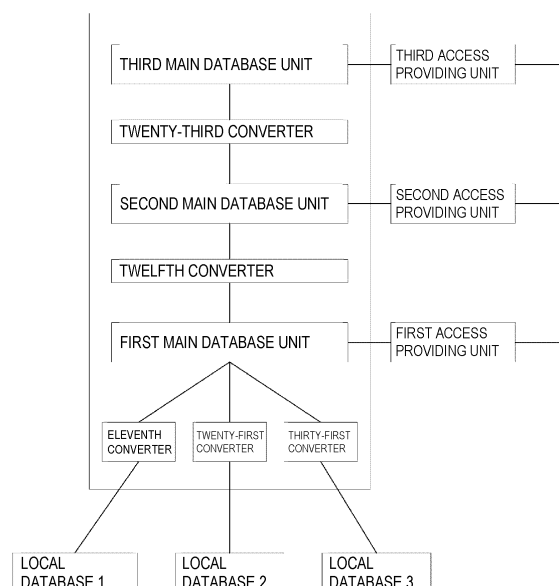 THIRD MAIN DATABASE UNIT
THIRD ACCESS
PROVIDING UNIT
TWENTY-THIRD CONVERTER
SECOND MAIN DATABASE UNIT
SECOND ACCESS
PROVIDING UNIT
TWELFTH CONVERTER
FIRST MAIN DATABASE UNIT
FIRST ACCESS
PROVIDING UNIT
ELEVENTH
CONVERTER
TWENTY-FIRST
CONVERTER
THIRTY-FIRST
CONVERTER
LOCAL
DATABASE 1
LOCAL
DATABASE 2
LOCAL
DATABASE 3